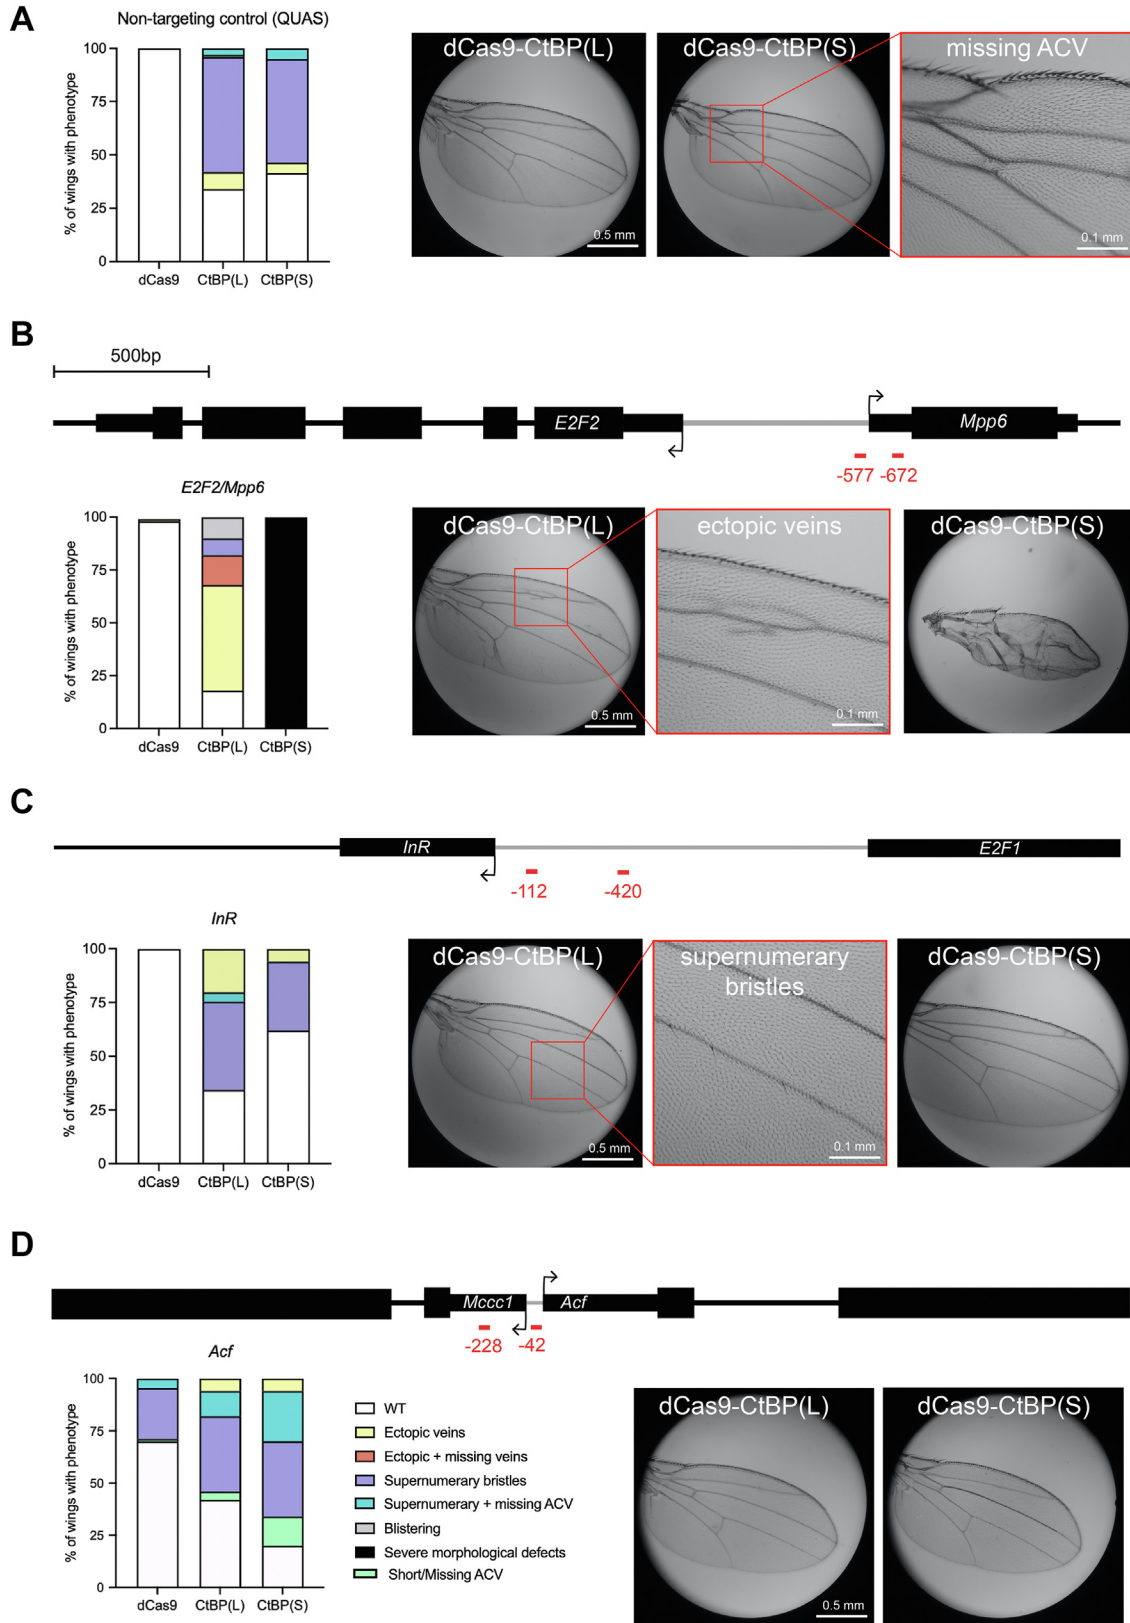 A
Non-targeting control (QUAS)
% of wings with phenotype
100
75
50
25
0
dCas9
CtBP(L)
CtBP(S)
dCas9-CtBP(L)
0.5 mm
dCas9-CtBP(S)
missing ACV
0.1 mm
B
500bp
E2F2
Mpp6
-577
-672
E2F2/Mpp6
% of wings with phenotype
100
75
50
25
0
dCas9
CtBP(L)
CtBP(S)
dCas9-CtBP(L)
0.5 mm
ectopic veins
0.1 mm
dCas9-CtBP(S)
C
InR
E2F1
-112
-420
InR
% of wings with phenotype
100
75
50
25
0
dCas9
CtBP(L)
CtBP(S)
dCas9-CtBP(L)
0.5 mm
supernumerary
bristles
0.1 mm
dCas9-CtBP(S)
D
Mccc1
Acf
-228
-42
Acf
% of wings with phenotype
100
75
50
25
0
dCas9
CtBP(L)
CtBP(S)
WT
Ectopic veins
Ectopic + missing veins
Supernumerary bristles
Supernumerary + missing ACV
Blistering
Severe morphological defects
Short/Missing ACV
dCas9-CtBP(L)
0.5 mm
dCas9-CtBP(S)